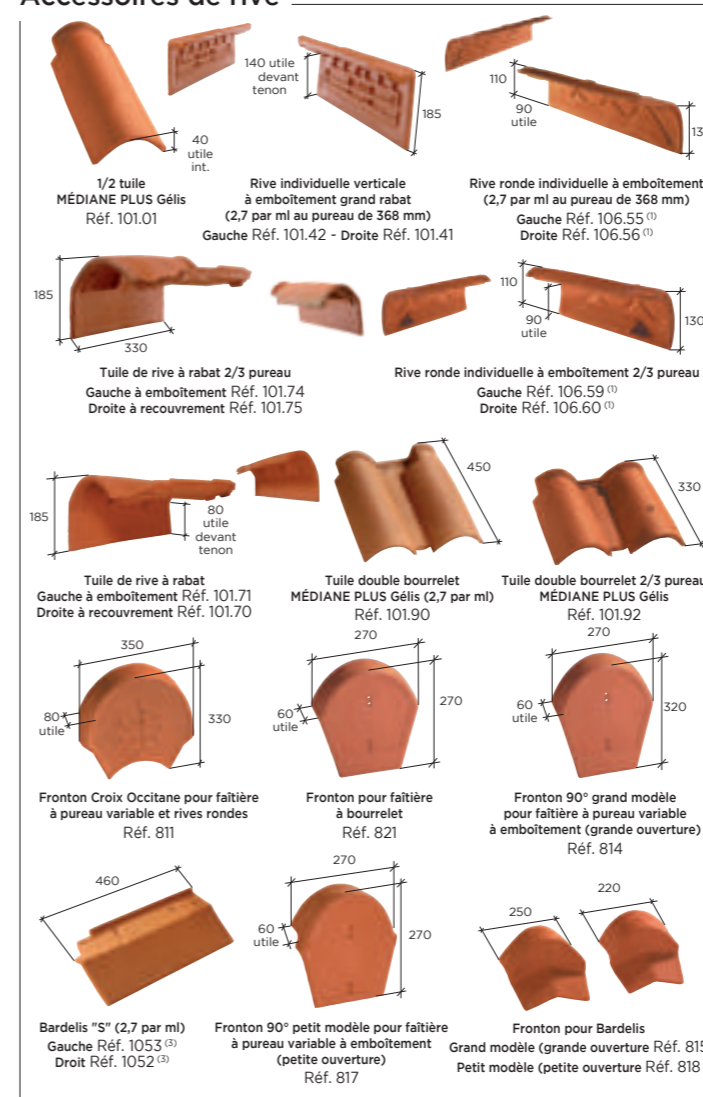 Accessoires de rive
140 utile
devant
tenon
185
40
utile
int.
110
90
utile
1/2 tuile
MÉDIANE PLUS Gélis
Réf. 101.01
Rive individuelle verticale
à emboîtement grand rabat
(2,7 par ml au pureau de 368 mm)
Gauche Réf. 101.42 - Droite Réf. 101.41
Rive ronde individuelle à emboîtement
(2,7 par ml au pureau de 368 mm)
Gauche Réf. 106.55 (1)
Droite Réf. 106.56 (1)
185
330
110
90
utile
130
Tuile de rive à rabat 2/3 pureau
Gauche à emboîtement Réf. 101.74
Droite à recouvrement Réf. 101.75
Rive ronde individuelle à emboîtement 2/3 pureau
Gauche Réf. 106.59 (1)
Droite Réf. 106.60 (1)
185
80
utile
devant
tenon
450
330
Tuile de rive à rabat
Gauche à emboîtement Réf. 101.71
Droite à recouvrement Réf. 101.70
Tuile double bourrelet
MÉDIANE PLUS Gélis (2,7 par ml)
Réf. 101.90
Tuile double bourrelet 2/3 pureau
MÉDIANE PLUS Gélis
Réf. 101.92
350
80
utile
330
270
60
utile
270
270
60
utile
320
Fronton Croix Occitane pour faîtière
à pureau variable et rives rondes
Réf. 811
Fronton pour faîtière
à bourrelet
Réf. 821
Fronton 90° grand modèle
pour faîtière à pureau variable
à emboîtement (grande ouverture)
Réf. 814
460
270
60
utile
270
250
220
Bardelis "S" (2,7 par ml)
Gauche Réf. 1053 (3)
Droit Réf. 1052 (3)
Fronton 90° petit modèle pour faîtière
à pureau variable à emboîtement
(petite ouverture)
Réf. 817
Fronton pour Bardelis
Grand modèle (grande ouverture Réf. 815
Petit modèle (petite ouverture Réf. 818